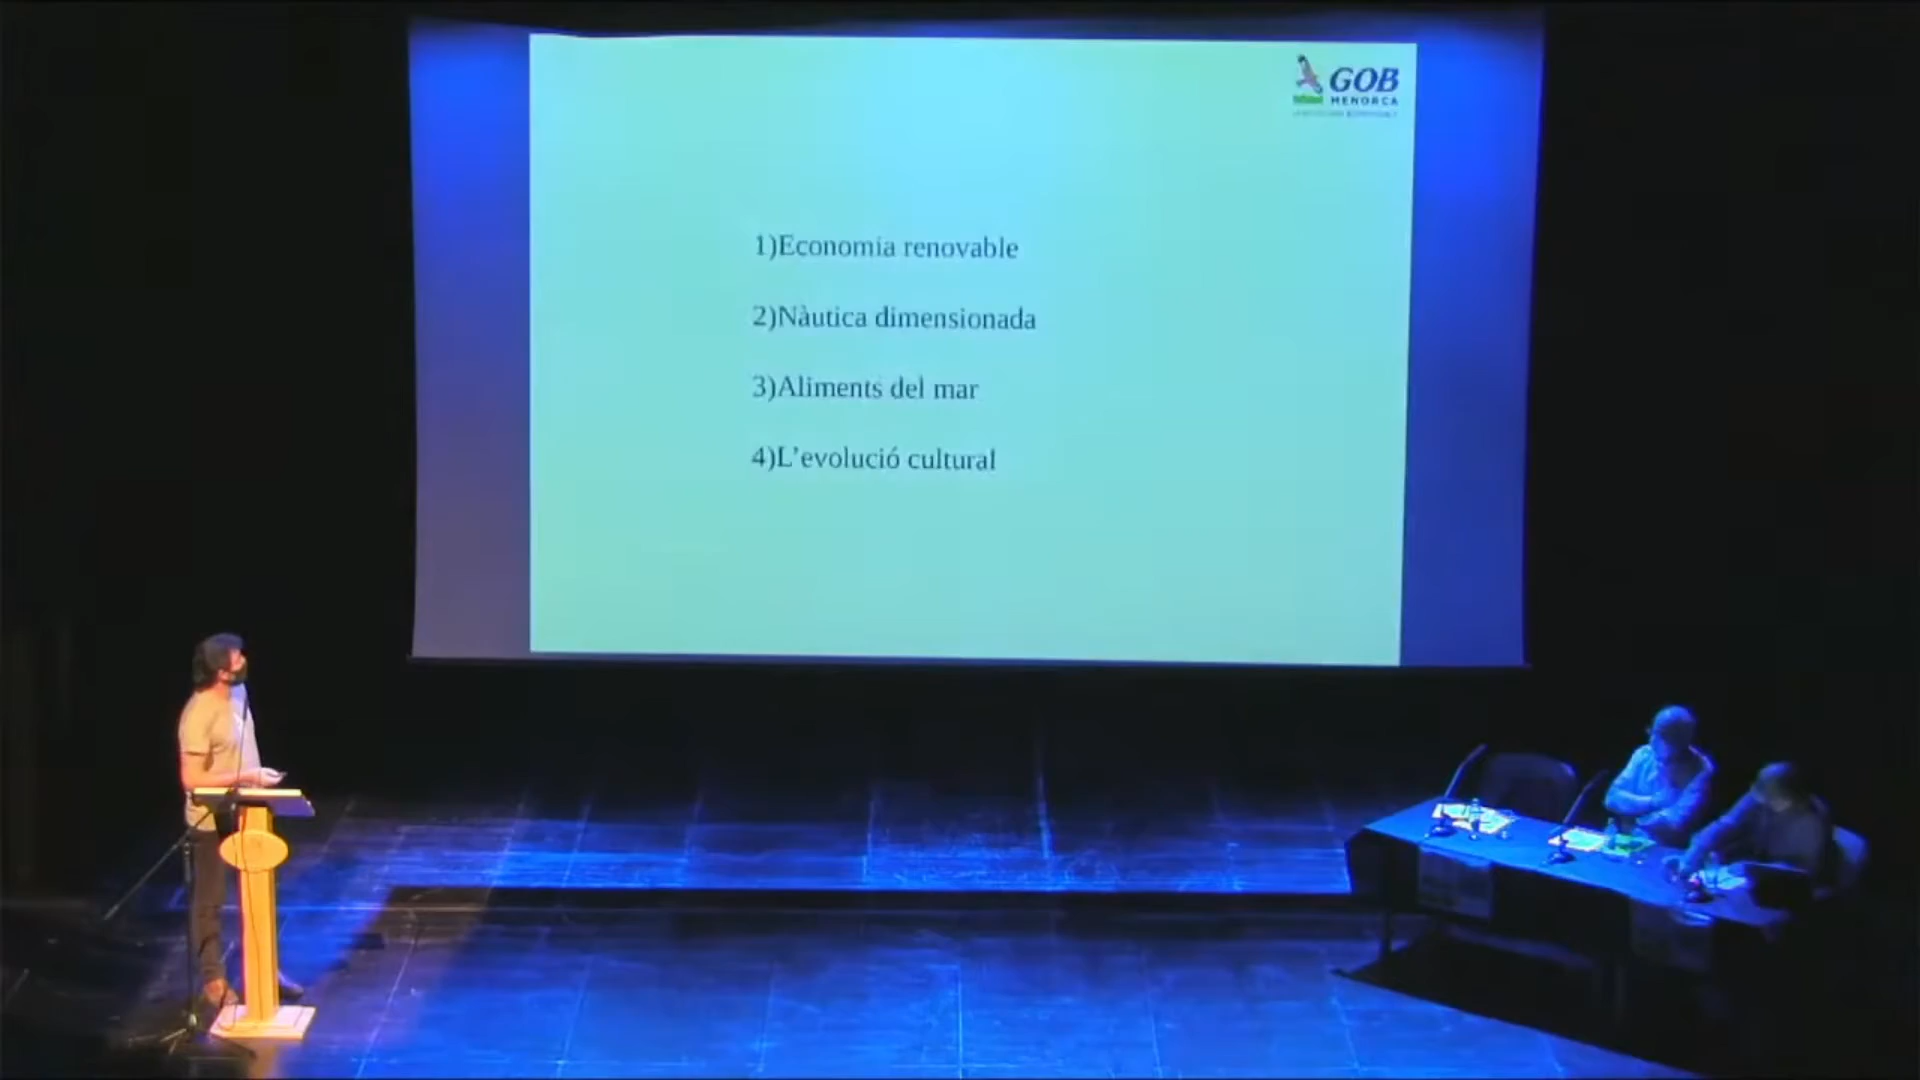 GOB
MENORCA
1)Economia renovable
2)Nàutica dimensionada
3)Aliments del mar
4)L'evolució cultural